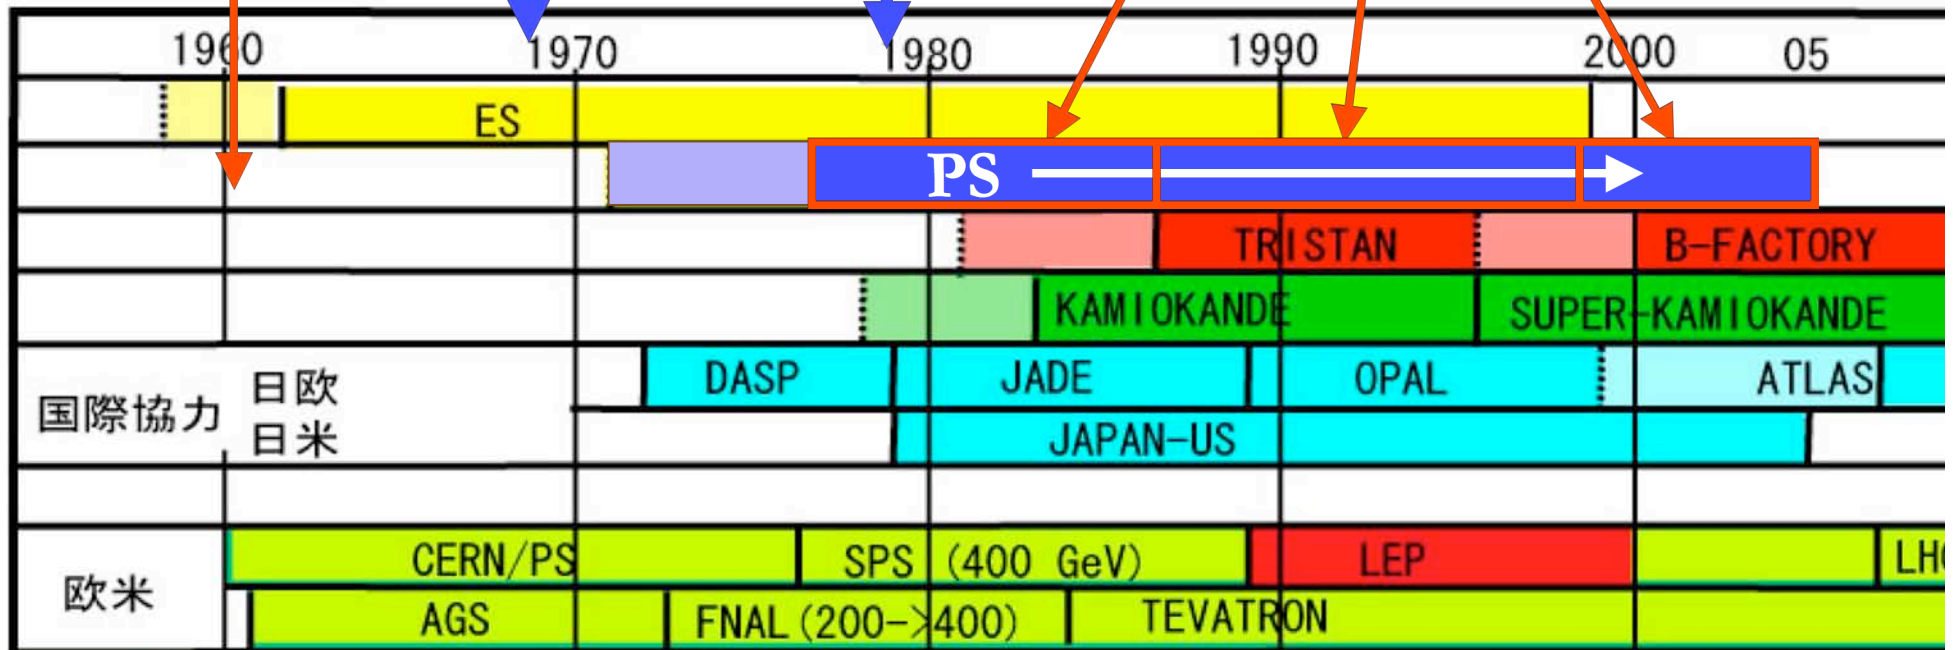 1960 1970 1980 1990 2000 05
ES
PS
TRISTAN B-FACTORY
KAMIOKANDE SUPER-KAMIOKANDE
国際協力
日欧 DASP JADE OPAL ATLAS
日米 JAPAN-US
欧米
CERN/PS SPS (400 GeV) LEP LHC
AGS FNAL(200->400) TEVATRON